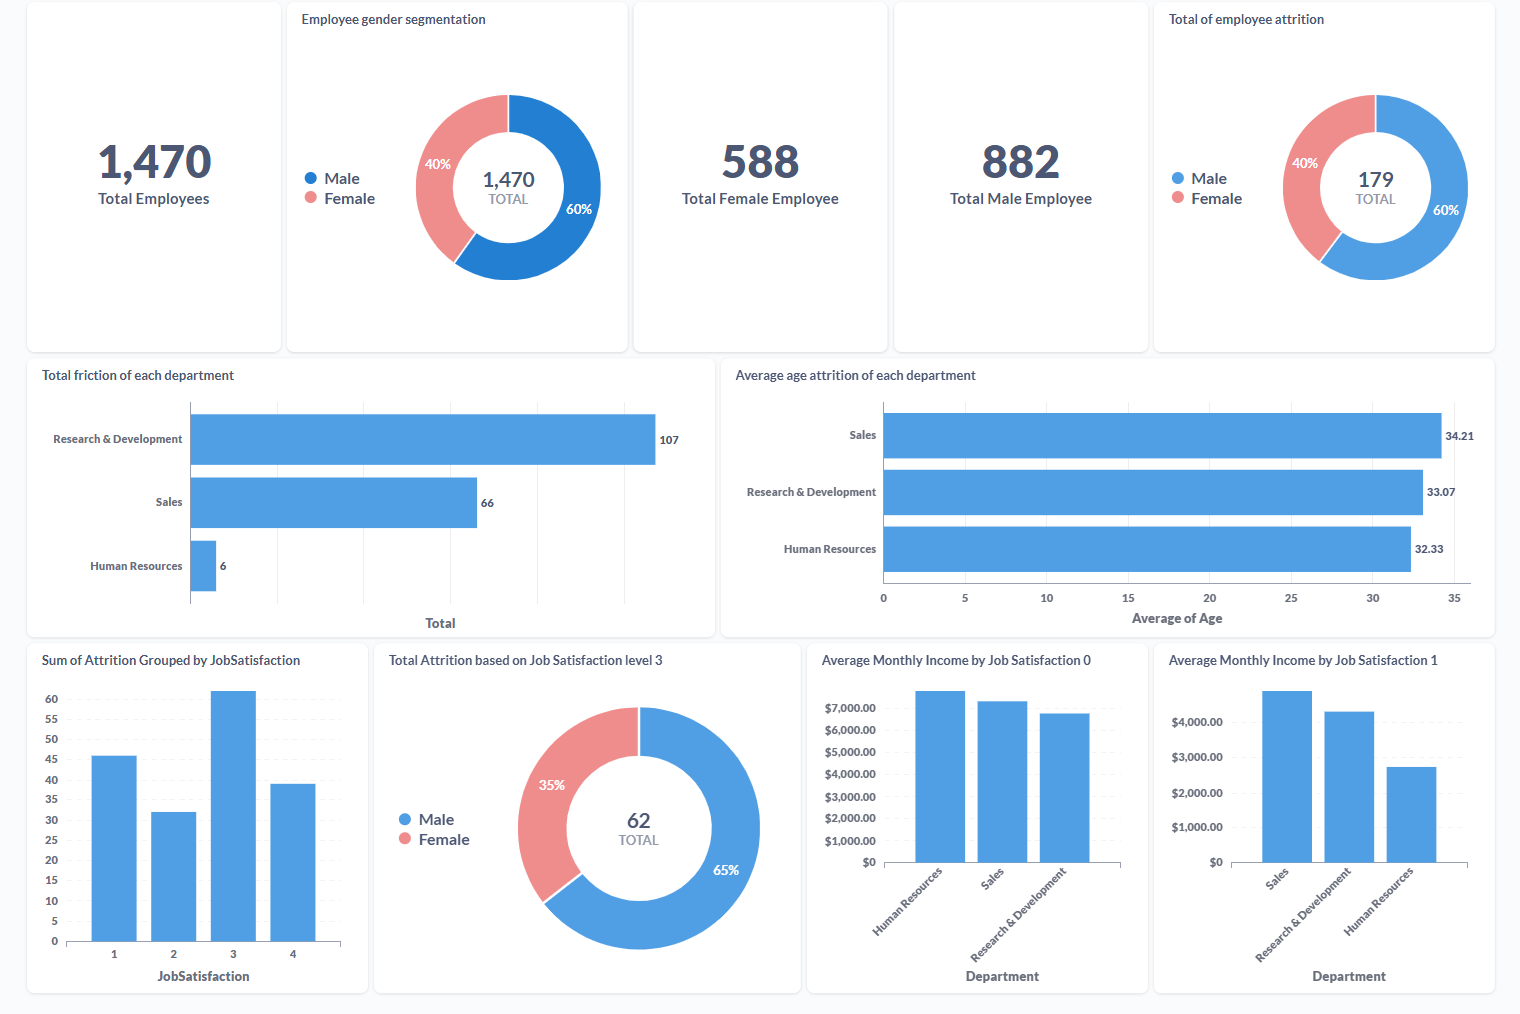 1,470
Total Employees
Employee gender segmentation
Male
Female
40%
60%
1,470
TOTAL
588
Total Female Employee
882
Total Male Employee
Total of employee attrition
Male
Female
40%
60%
179
TOTAL
Total friction of each department
Research & Development
107
Sales
66
Human Resources
6
Total
Average age attrition of each department
Sales
34.21
Research & Development
33.07
Human Resources
32.33
0 5 10 15 20 25 30 35
Average of Age
Sum of Attrition Grouped by JobSatisfaction
60
55
50
45
40
35
30
25
20
15
10
5
0
1 2 3 4
JobSatisfaction
Total Attrition based on Job Satisfaction level 3
Male
Female
35%
65%
62
TOTAL
Average Monthly Income by Job Satisfaction 0
$7,000.00
$6,000.00
$5,000.00
$4,000.00
$3,000.00
$2,000.00
$1,000.00
$0
Human Resources
Sales
Research & Development
Department
Average Monthly Income by Job Satisfaction 1
$4,000.00
$3,000.00
$2,000.00
$1,000.00
$0
Sales
Research & Development
Human Resources
Department